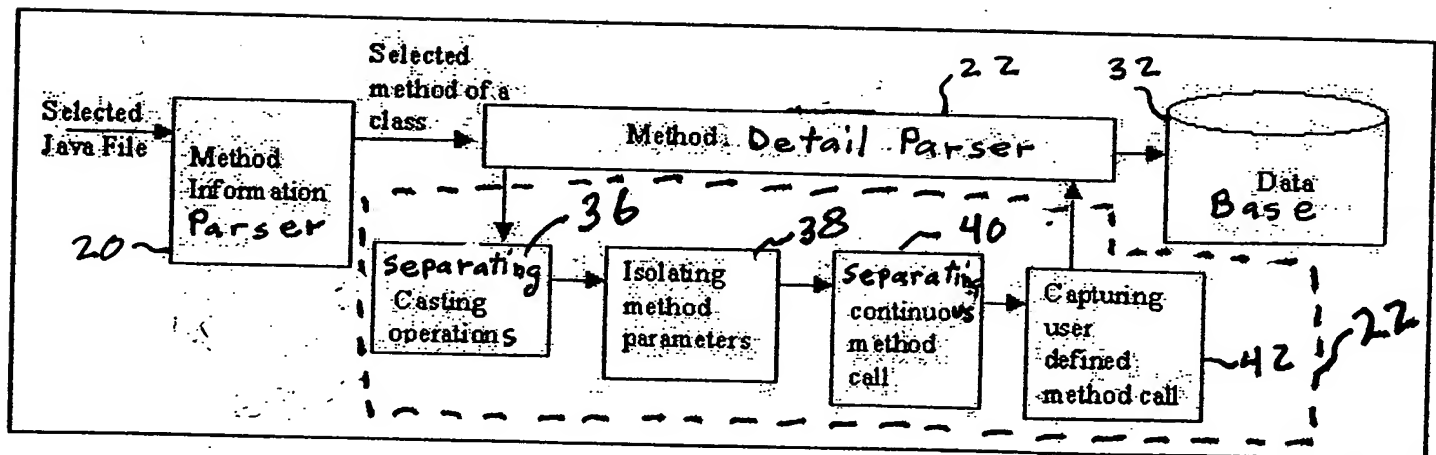 Selected
Java File
Method
Information
Parser
20
Selected
method of a
class
Method Detail Parser
22
32
Data
Base
36
Separating
Casting
operations
38
Isolating
method
parameters
40
Separating
continuous
method
call
Capturing
user
defined
method call
42
22